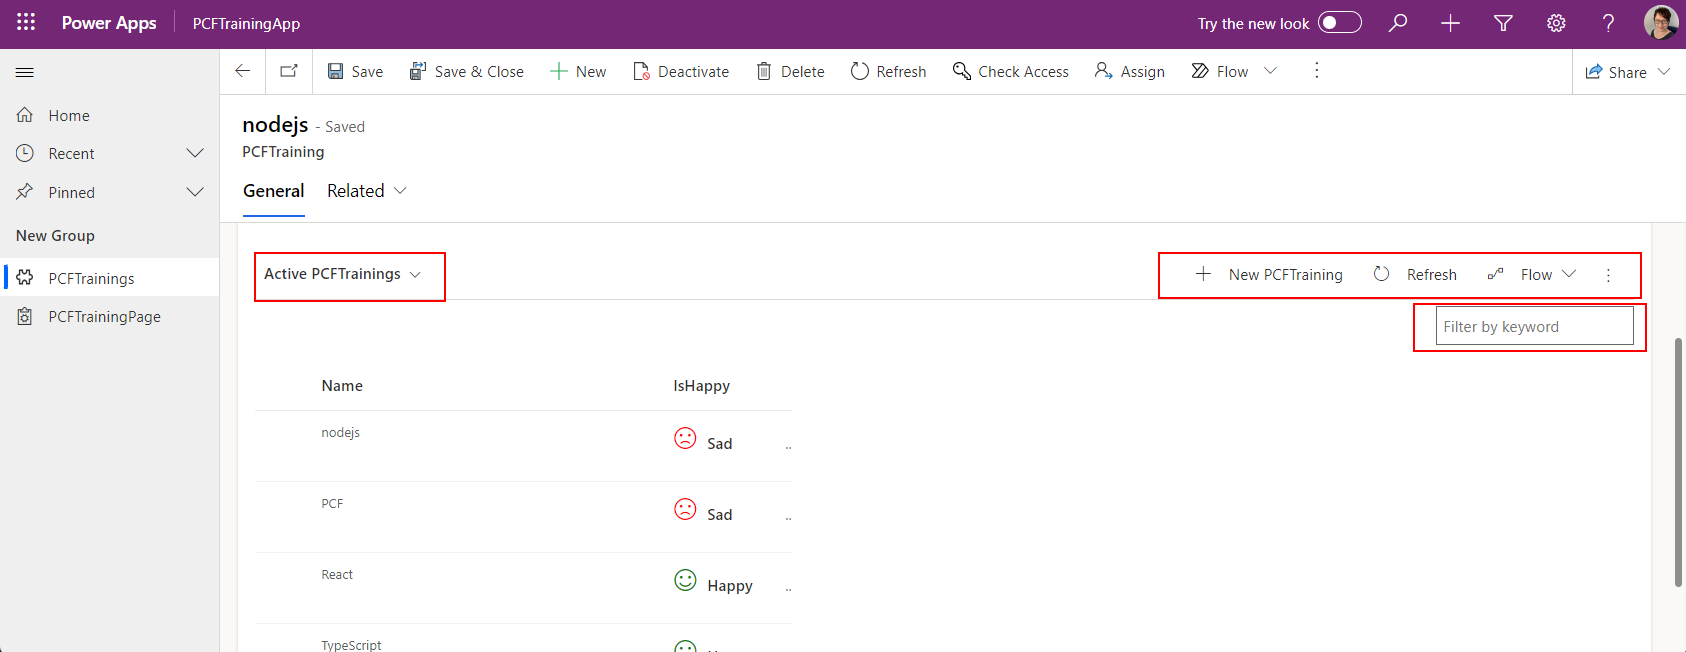 Power Apps PCFTrainingApp Try the new look
Save Save & Close New Deactivate Delete Refresh Check Access Assign Flow Share
Home
Recent
Pinned
New Group
PCFTrainings
PCFTrainingPage
nodejs - Saved
PCFTraining
General Related
Active PCFTrainings New PCFTraining Refresh Flow
Filter by keyword
Name IsHappy
nodejs Sad ..
PCF Sad ..
React Happy ..
TypeScript